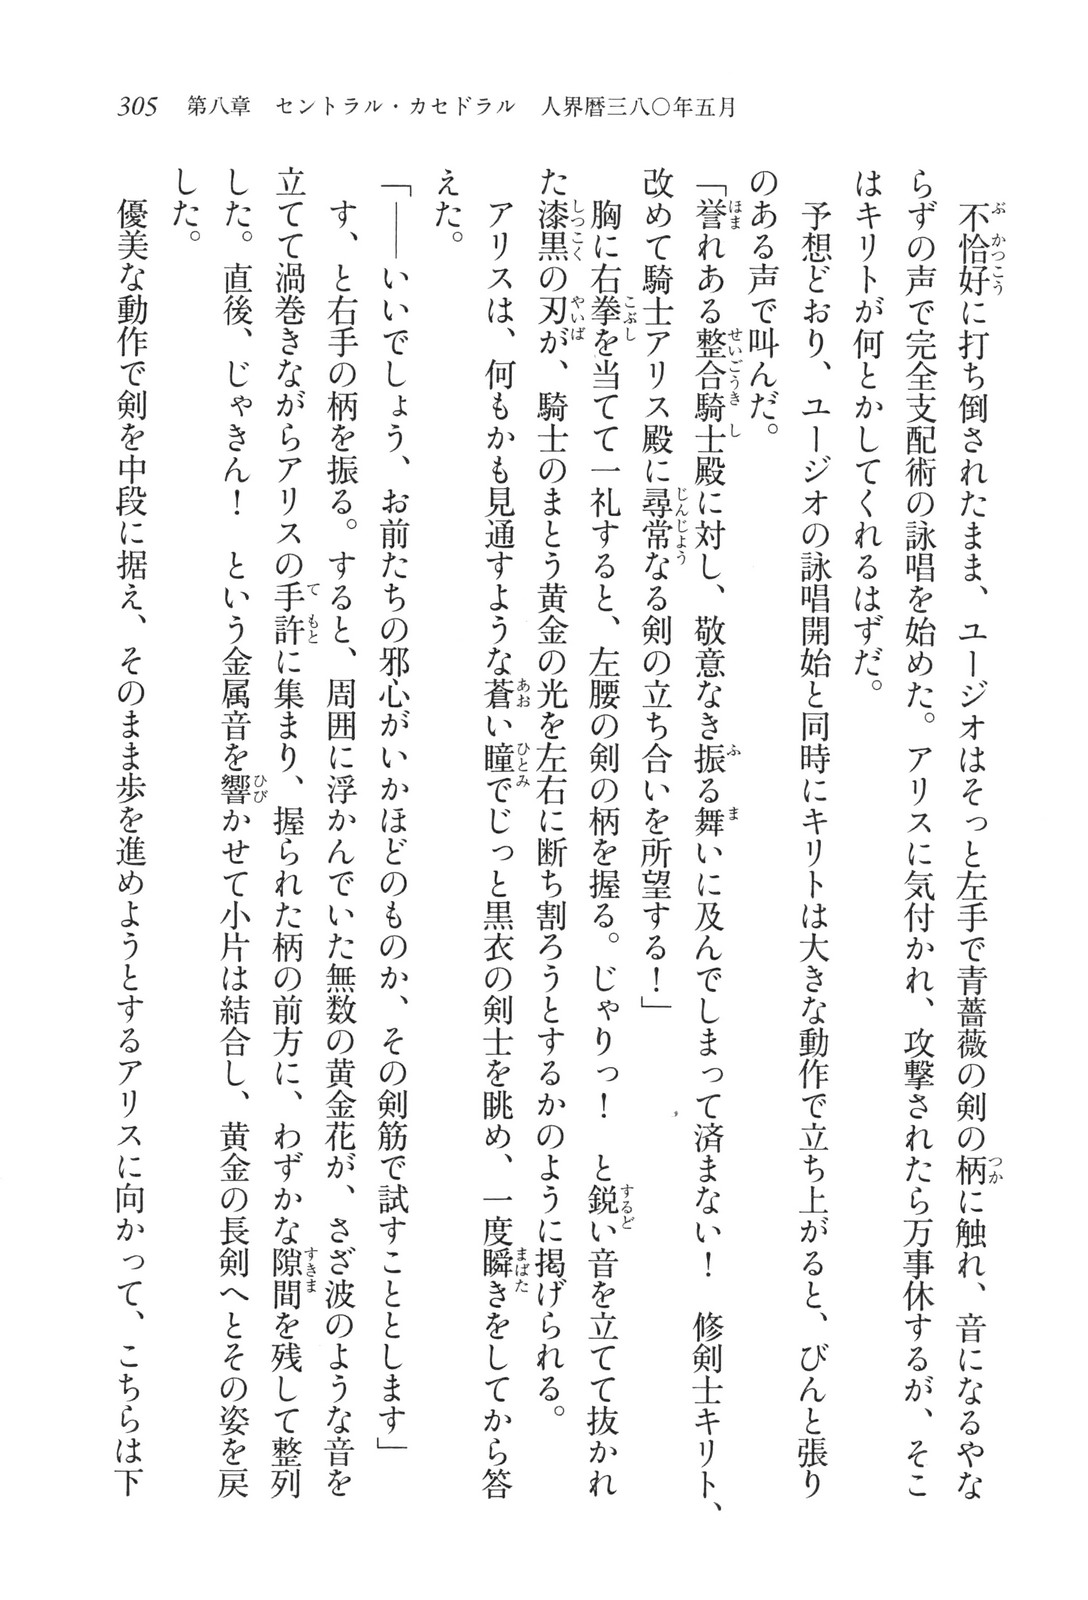 305　第八章　セントラル・カセドラル　人界暦三八〇年五月
　不恰好に打ち倒されたまま、ユージオはそっと左手で青薔薇の剣の柄に触れ、音になるやな
らずの声で完全支配術の詠唱を始めた。アリスに気付かれ、攻撃されたら万事休するが、そこ
はキリトが何とかしてくれるはずだ。
　予想どおり、ユージオの詠唱開始と同時にキリトは大きな動作で立ち上がると、びんと張り
のある声で叫んだ。
「誉れある整合騎士殿に対し、敬意なき振る舞いに及んでしまって済まない！　修剣士キリト、
改めて騎士アリス殿に尋常なる剣の立ち合いを所望する！」
　胸に右拳を当てて一礼すると、左腰の剣の柄を握る。じゃりっ！　と鋭い音を立てて抜かれ
た漆黒の刃が、騎士のまとう黄金の光を左右に断ち割ろうとするかのように掲げられる。
　アリスは、何もかも見通すような蒼い瞳でじっと黒衣の剣士を眺め、一度瞬きをしてから答
えた。
「――いいでしょう、お前たちの邪心がいかほどのものか、その剣筋で試すこととします」
　す、と右手の柄を振る。すると、周囲に浮かんでいた無数の黄金花が、さざ波のような音を
立てて渦巻きながらアリスの手許に集まり、握られた柄の前方に、わずかな隙間を残して整列
した。直後、じゃきん！　という金属音を響かせて小片は結合し、黄金の長剣へとその姿を戻
した。
　優美な動作で剣を中段に据え、そのまま歩を進めようとするアリスに向かって、こちらは下